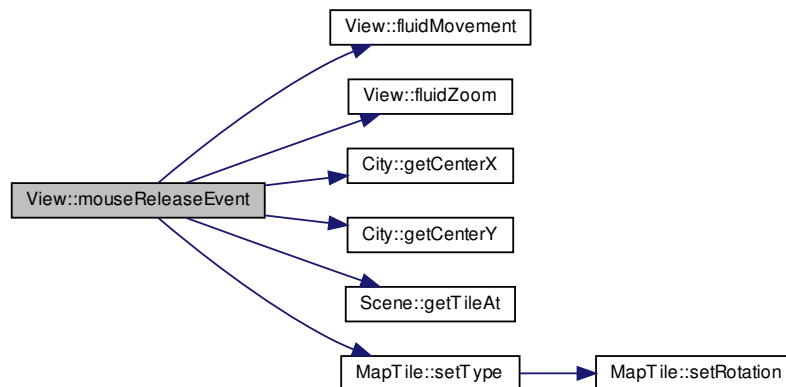 View::fluidMovement
View::fluidZoom
City::getCenterX
View::mouseReleaseEvent
City::getCenterY
Scene::getTileAt
MapTile::setType
MapTile::setRotation